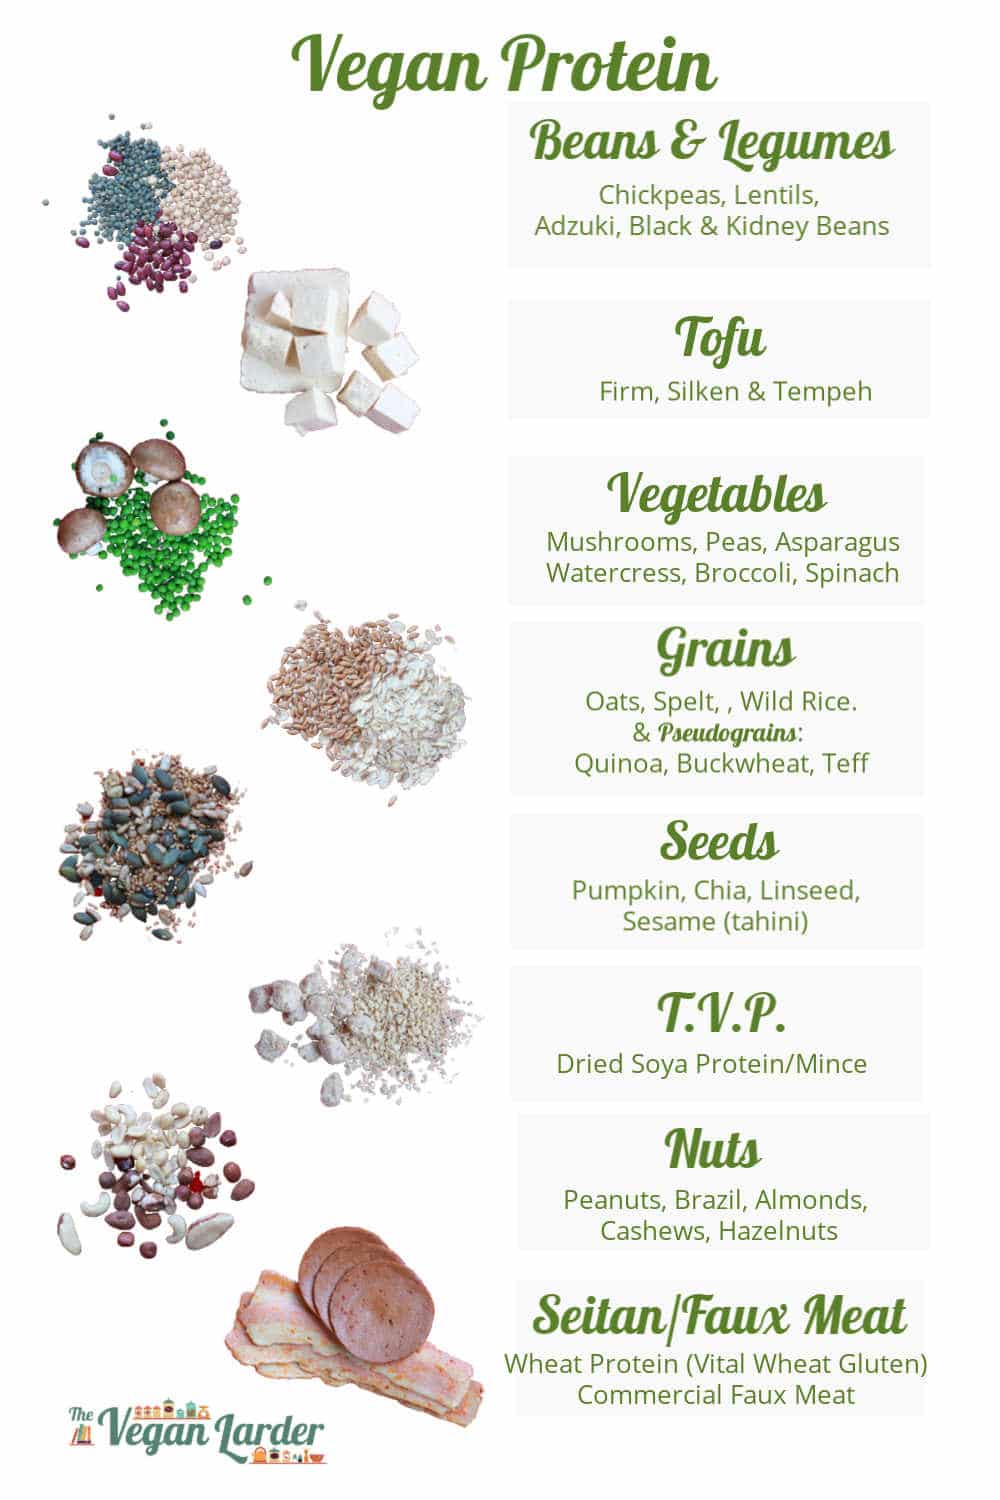 Vegan Protein
Beans & Legumes
Chickpeas, Lentils,
Adzuki, Black & Kidney Beans
Tofu
Firm, Silken & Tempeh
Vegetables
Mushrooms, Peas, Asparagus
Watercress, Broccoli, Spinach
Grains
Oats, Spelt, , Wild Rice.
& Pseudograins:
Quinoa, Buckwheat, Teff
Seeds
Pumpkin, Chia, Linseed,
Sesame (tahini)
T.V.P.
Dried Soya Protein/Mince
Nuts
Peanuts, Brazil, Almonds,
Cashews, Hazelnuts
Seitan/Faux Meat
Wheat Protein (Vital Wheat Gluten)
Commercial Faux Meat
The Vegan Larder